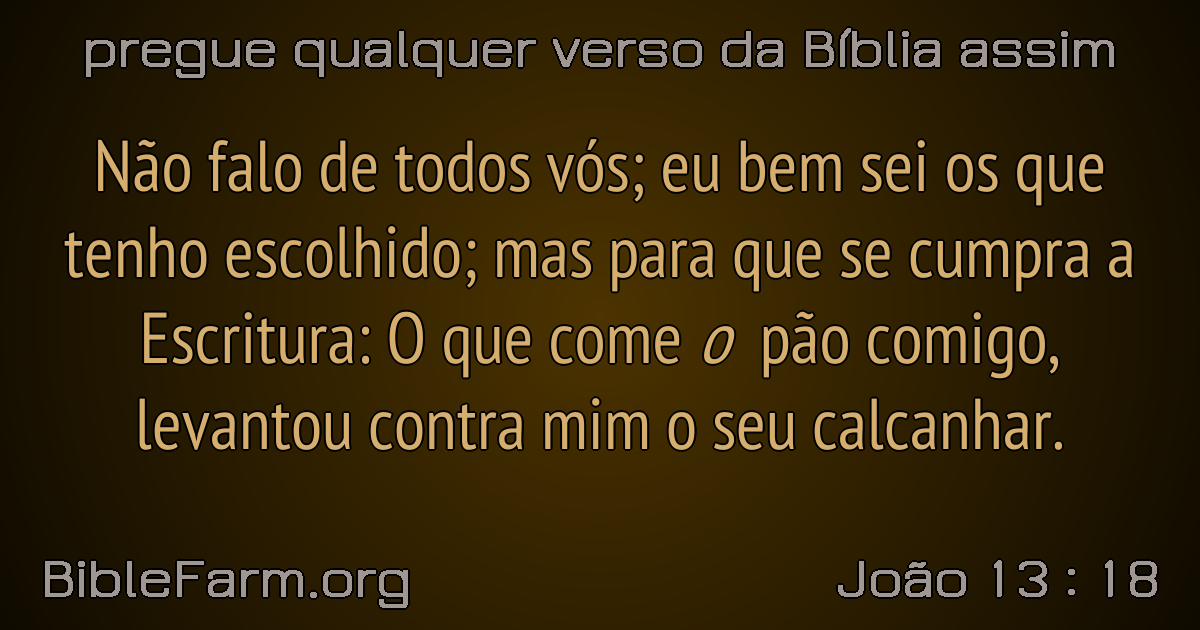 pregue qualquer verso da Bíblia assim
Não falo de todos vós; eu bem sei os que
tenho escolhido; mas para que se cumpra a
Escritura: O que come o pão comigo,
levantou contra mim o seu calcanhar.
BibleFarm.org
João 13 : 18